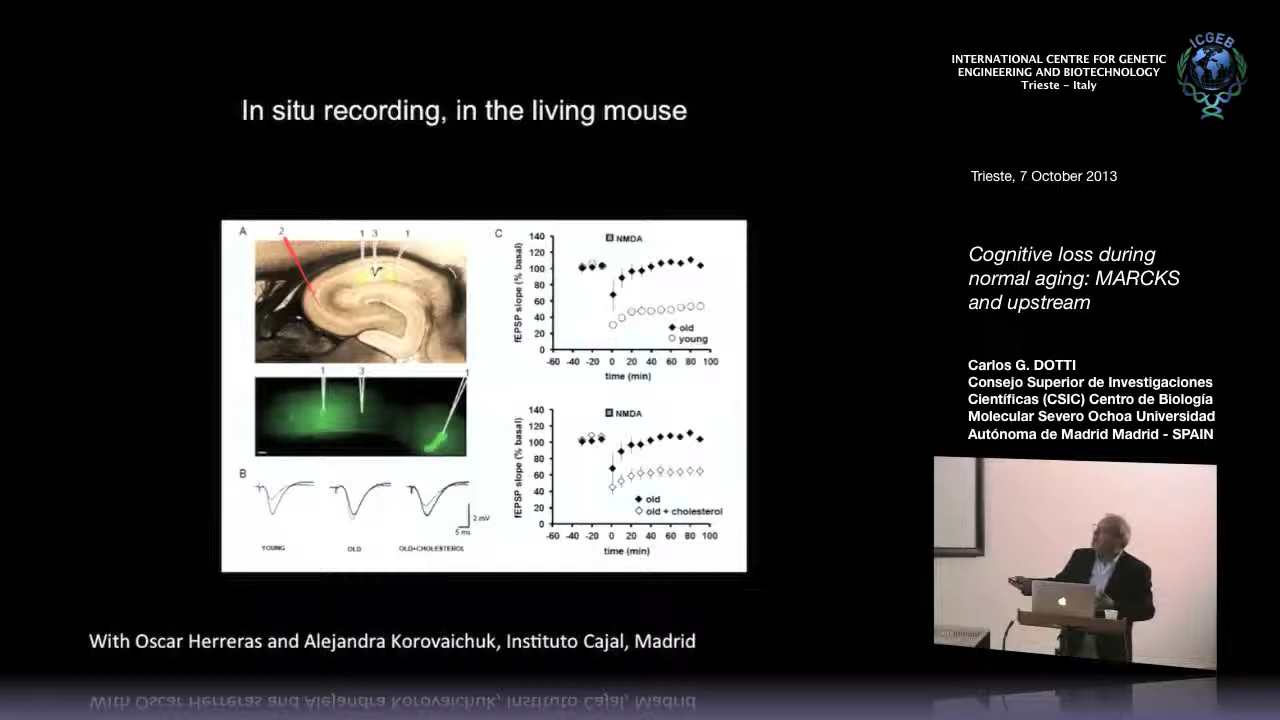 In situ recording, in the living mouse
INTERNATIONAL CENTRE FOR GENETIC
ENGINEERING AND BIOTECHNOLOGY
Trieste – Italy
ICGEB
Trieste, 7 October 2013
Cognitive loss during
normal aging: MARCKS
and upstream
Carlos G. DOTTI
Consejo Superior de Investigaciones
Científicas (CSIC) Centro de Biología
Molecular Severo Ochoa Universidad
Autónoma de Madrid Madrid - SPAIN
A
2
1 3 1
1 3 1
B
2 mV
5 ms
YOUNG OLD OLD+CHOLESTEROL
C
NMDA
fEPSP slope (% basal)
140
120
100
80
60
40
20
0
old
young
-60 -40 -20 0 20 40 60 80 100
time (min)
NMDA
fEPSP slope (% basal)
140
120
100
80
60
40
20
0
old
old + cholesterol
-60 -40 -20 0 20 40 60 80 100
time (min)
With Oscar Herreras and Alejandra Korovaichuk, Instituto Cajal, Madrid